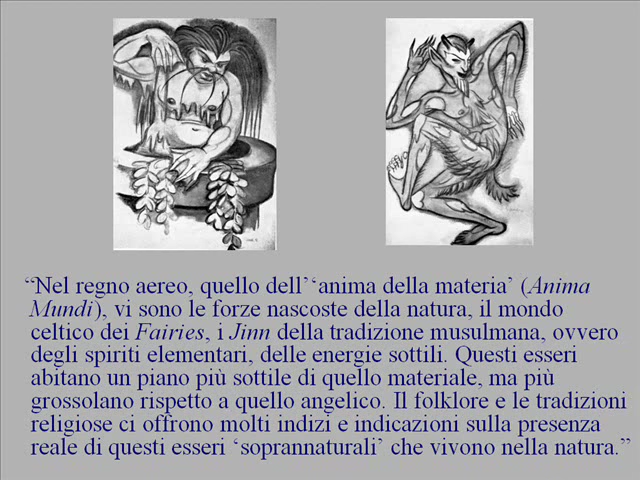 “Nel regno aereo, quello dell’‘anima della materia’ (Anima
Mundi), vi sono le forze nascoste della natura, il mondo
celtico dei Fairies, i Jinn della tradizione musulmana, ovvero
degli spiriti elementari, delle energie sottili. Questi esseri
abitano un piano più sottile di quello materiale, ma più
grossolano rispetto a quello angelico. Il folklore e le tradizioni
religiose ci offrono molti indizi e indicazioni sulla presenza
reale di questi esseri ‘soprannaturali’ che vivono nella natura.”